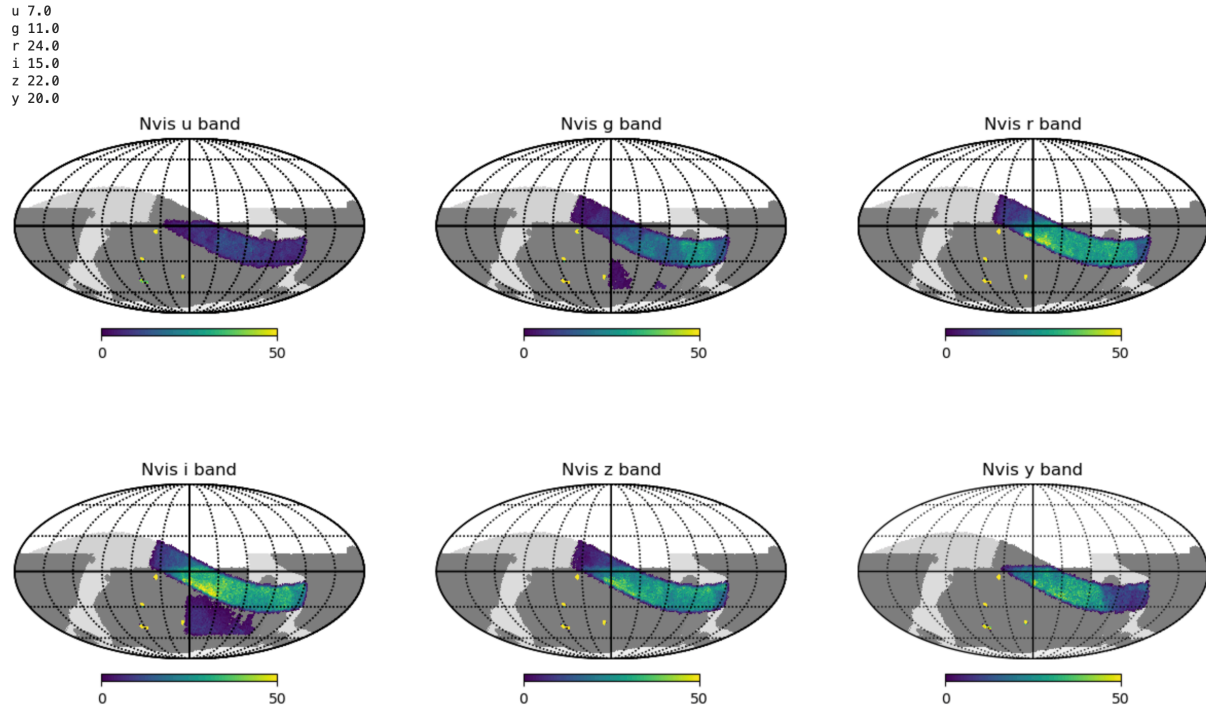 u 7.0
g 11.0
r 24.0
i 15.0
z 22.0
y 20.0
Nvis u band
Nvis g band
Nvis r band
0 50
0 50
0 50
Nvis i band
Nvis z band
Nvis y band
0 50
0 50
0 50